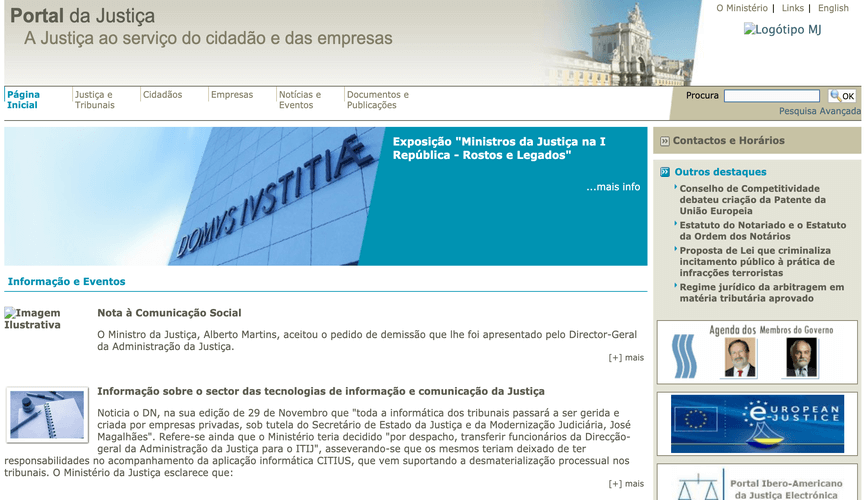 Portal da Justiça
A Justiça ao serviço do cidadão e das empresas
O Ministério | Links | English
Logótipo MJ
Página
Inicial
Justiça e
Tribunais
Cidadãos
Empresas
Notícias e
Eventos
Documentos e
Publicações
Procura
OK
Pesquisa Avançada
DOMVS IVSTITIÆ
Exposição "Ministros da Justiça na I
República - Rostos e Legados"
...mais info
Informação e Eventos
Imagem
Ilustrativa
Nota à Comunicação Social
O Ministro da Justiça, Alberto Martins, aceitou o pedido de demissão que lhe foi apresentado pelo Director-Geral
da Administração da Justiça.
[+] mais
Informação sobre o sector das tecnologias de informação e comunicação da Justiça
Noticia o DN, na sua edição de 29 de Novembro que "toda a informática dos tribunais passará a ser gerida e
criada por empresas privadas, sob tutela do Secretário de Estado da Justiça e da Modernização Judiciária, José
Magalhães". Refere-se ainda que o Ministério teria decidido "por despacho, transferir funcionários da Direcção-
geral da Administração da Justiça para o ITIJ", asseverando-se que os mesmos teriam deixado de ter
responsabilidades no acompanhamento da aplicação informática CITIUS, que vem suportando a desmaterialização processual nos
tribunais. O Ministério da Justiça esclarece que:
[+] mais
Contactos e Horários
Outros destaques
Conselho de Competitividade
debateu criação da Patente da
União Europeia
Estatuto do Notariado e o Estatuto
da Ordem dos Notários
Proposta de Lei que criminaliza
incitamento público à prática de
infracções terroristas
Regime jurídico da arbitragem em
matéria tributária aprovado
Agenda dos Membros do Governo
EUROPEAN
e-JUSTICE
Portal Ibero-Americano
da Justiça Electrónica